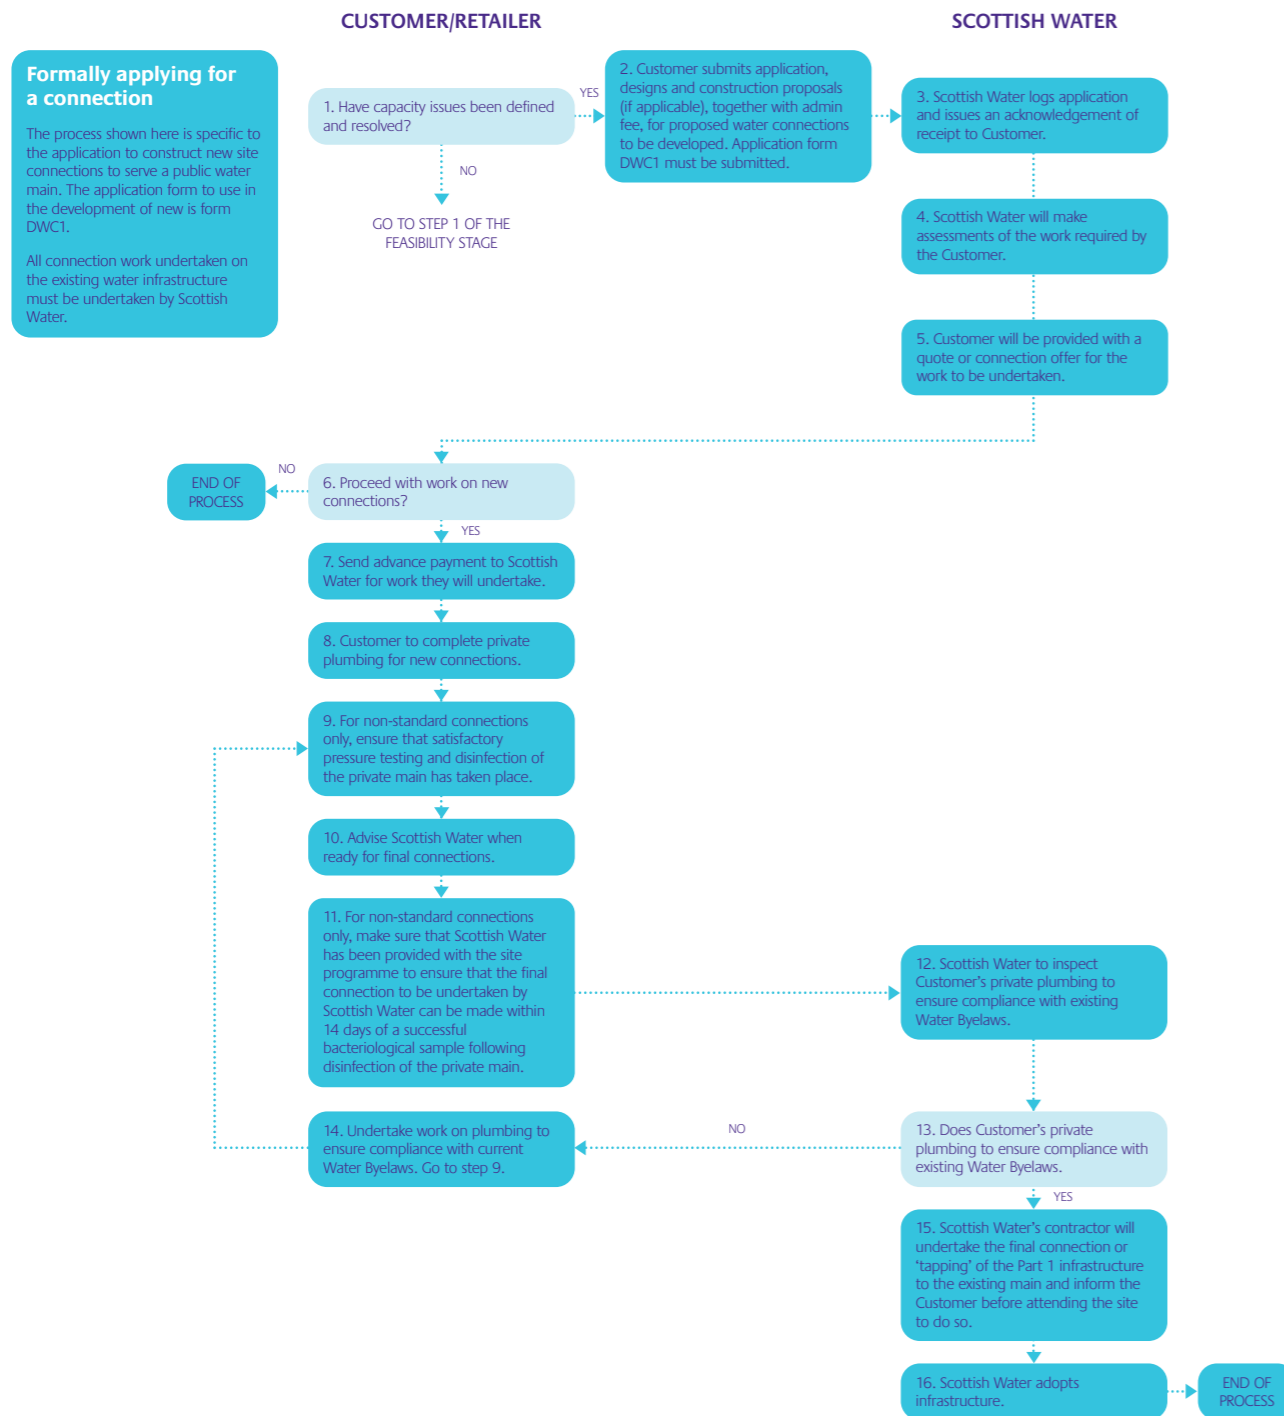 CUSTOMER/RETAILER
SCOTTISH WATER
Formally applying for
a connection
The process shown here is specific to
the application to construct new site
connections to serve a public water
main. The application form to use in
the development of new is form
DWC1.
All connection work undertaken on
the existing water infrastructure
must be undertaken by Scottish
Water.
1. Have capacity issues been defined
and resolved?
YES
NO
GO TO STEP 1 OF THE
FEASIBILITY STAGE
2. Customer submits application,
designs and construction proposals
(if applicable), together with admin
fee, for proposed water connections
to be developed. Application form
DWC1 must be submitted.
3. Scottish Water logs application
and issues an acknowledgement of
receipt to Customer.
4. Scottish Water will make
assessments of the work required by
the Customer.
5. Customer will be provided with a
quote or connection offer for the
work to be undertaken.
6. Proceed with work on new
connections?
NO
END OF
PROCESS
YES
7. Send advance payment to Scottish
Water for work they will undertake.
8. Customer to complete private
plumbing for new connections.
9. For non-standard connections
only, ensure that satisfactory
pressure testing and disinfection of
the private main has taken place.
10. Advise Scottish Water when
ready for final connections.
11. For non-standard connections
only, make sure that Scottish Water
has been provided with the site
programme to ensure that the final
connection to be undertaken by
Scottish Water can be made within
14 days of a successful
bacteriological sample following
disinfection of the private main.
12. Scottish Water to inspect
Customer's private plumbing to
ensure compliance with existing
Water Byelaws.
13. Does Customer's private
plumbing to ensure compliance with
existing Water Byelaws.
NO
14. Undertake work on plumbing to
ensure compliance with current
Water Byelaws. Go to step 9.
YES
15. Scottish Water's contractor will
undertake the final connection or
‘tapping’ of the Part 1 infrastructure
to the existing main and inform the
Customer before attending the site
to do so.
16. Scottish Water adopts
infrastructure.
END OF
PROCESS